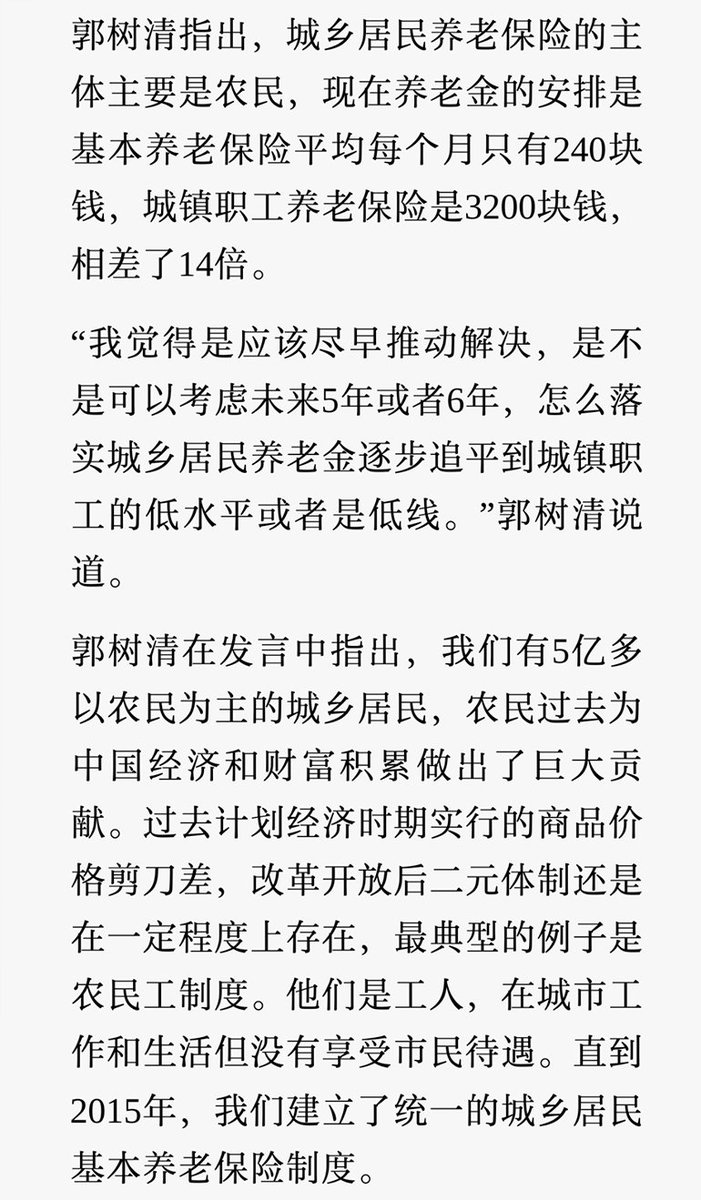 郭树清指出，城乡居民养老保险的主
体主要是农民，现在养老金的安排是
基本养老保险平均每个月只有240块
钱，城镇职工养老保险是3200块钱，
相差了14倍。
“我觉得是应该尽早推动解决，是不
是可以考虑未来5年或者6年，怎么落
实城乡居民养老金逐步追平到城镇职
工的低水平或者是低线。”郭树清说
道。
郭树清在发言中指出，我们有5亿多
以农民为主的城乡居民，农民过去为
中国经济和财富积累做出了巨大贡
献。过去计划经济时期实行的商品价
格剪刀差，改革开放后二元体制还是
在一定程度上存在，最典型的例子是
农民工制度。他们是工人，在城市工
作和生活但没有享受市民待遇。直到
2015年，我们建立了统一的城乡居民
基本养老保险制度。